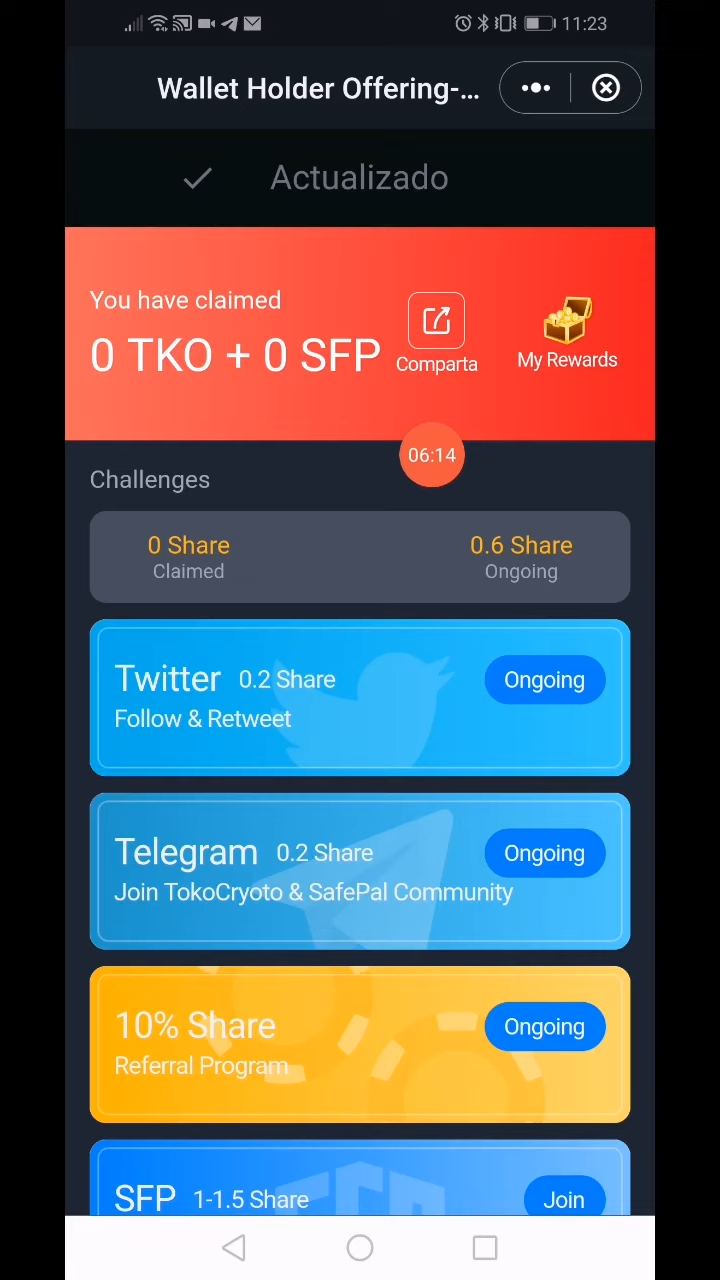 11:23
Wallet Holder Offering-...
Actualizado
You have claimed
0 TKO + 0 SFP
Comparta
My Rewards
06:14
Challenges
0 Share
Claimed
0.6 Share
Ongoing
Twitter 0.2 Share
Ongoing
Follow & Retweet
Telegram 0.2 Share
Ongoing
Join TokoCryoto & SafePal Community
10% Share
Ongoing
Referral Program
SFP 1-1.5 Share
Join